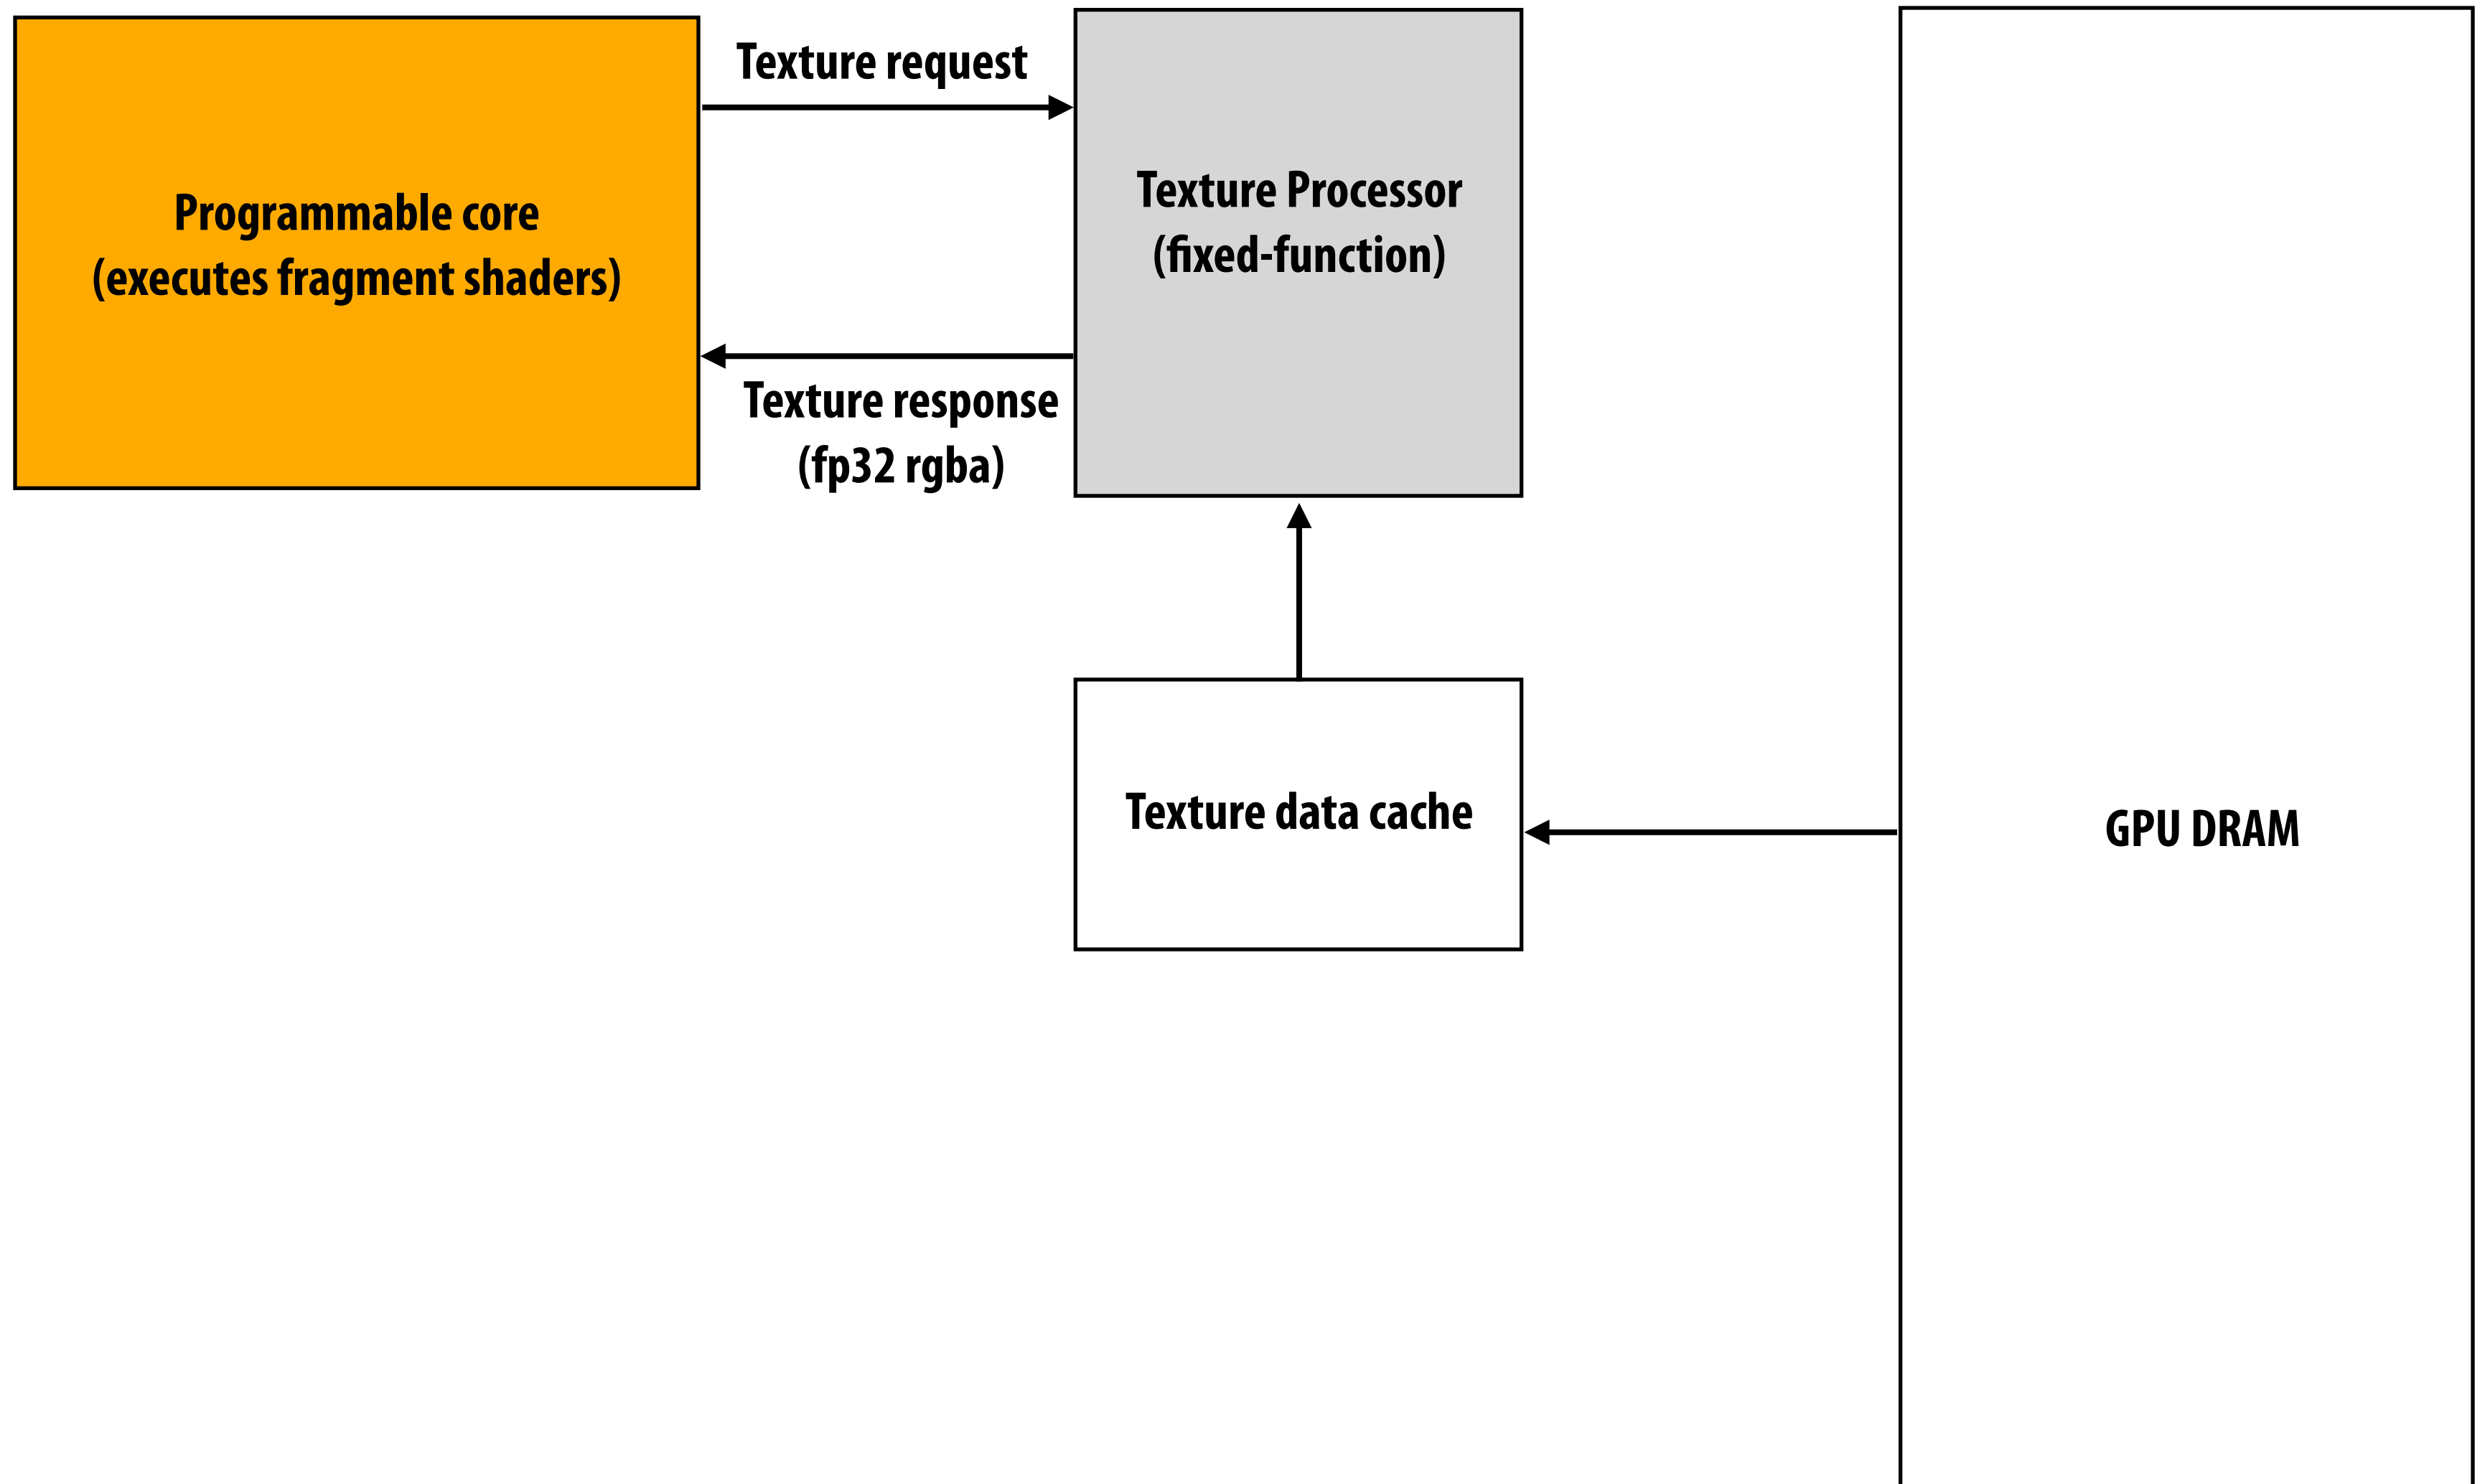 Texture request
Programmable core
(executes fragment shaders)
Texture Processor
(fixed-function)
Texture response
(fp32 rgba)
Texture data cache
GPU DRAM